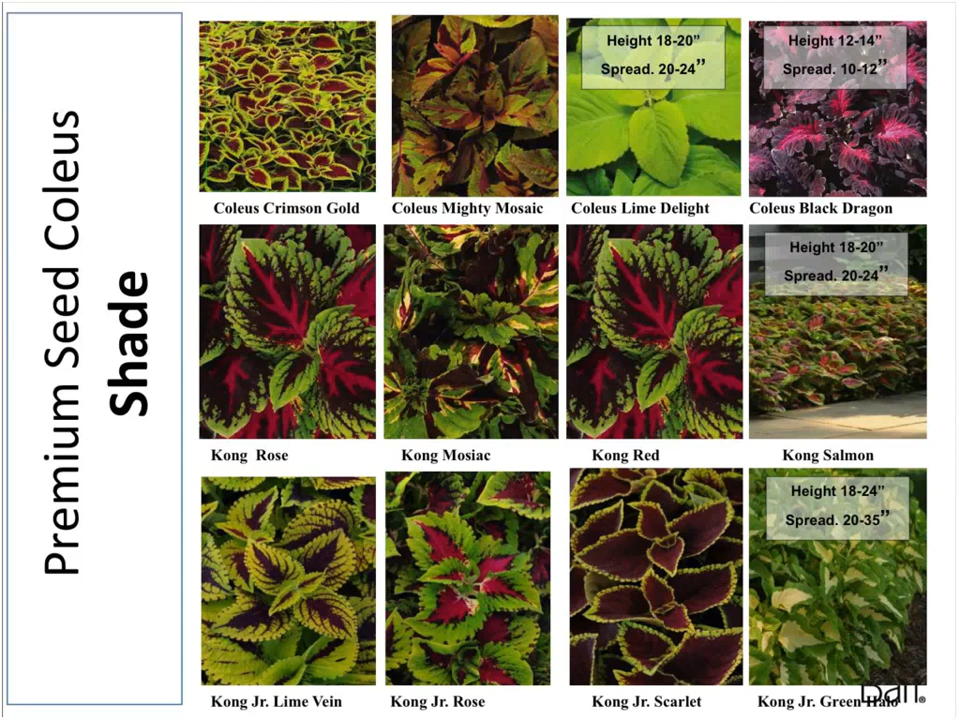 Premium Seed Coleus
Shade
Height 18-20”
Spread. 20-24”
Height 12-14”
Spread. 10-12”
Coleus Crimson Gold
Coleus Mighty Mosaic
Coleus Lime Delight
Coleus Black Dragon
Height 18-20”
Spread. 20-24”
Kong Rose
Kong Mosiac
Kong Red
Kong Salmon
Height 18-24”
Spread. 20-35”
Kong Jr. Lime Vein
Kong Jr. Rose
Kong Jr. Scarlet
Kong Jr. Green Halo